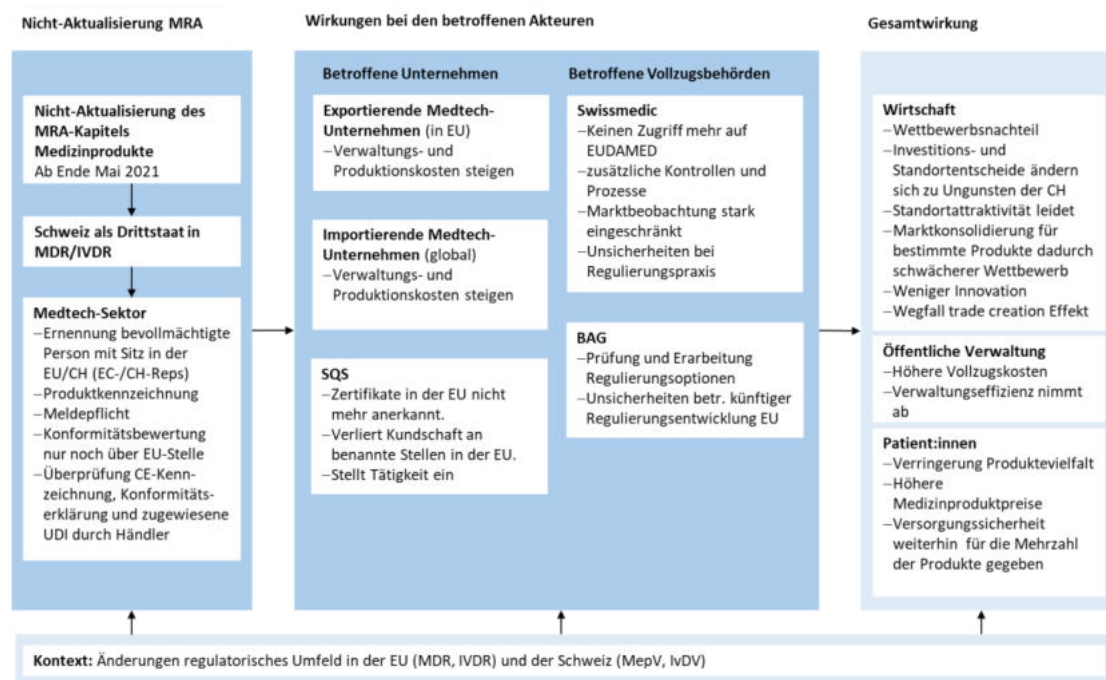 Nicht-Aktualisierung MRA
Nicht-Aktualisierung des
MRA-Kapitels
Medizinprodukte
Ab Ende Mai 2021
Schweiz als Drittstaat in
MDR/IVDR
Medtech-Sektor
–Ernennung bevollmächtigte
Person mit Sitz in der
EU/CH (EC-/CH-Reps)
–Produktkennzeichnung
–Meldepflicht
–Konformitätsbewertung
nur noch über EU-Stelle
–Überprüfung CE-Kenn-
zeichnung, Konformitäts-
erklärung und zugewiesene
UDI durch Händler
Wirkungen bei den betroffenen Akteuren
Betroffene Unternehmen
Exportierende Medtech-
Unternehmen (in EU)
–Verwaltungs- und
Produktionskosten steigen
Importierende Medtech-
Unternehmen (global)
–Verwaltungs- und
Produktionskosten steigen
SQS
–Zertifikate in der EU nicht
mehr anerkannt.
–Verliert Kundschaft an
benannte Stellen in der EU.
–Stellt Tätigkeit ein
Betroffene Vollzugsbehörden
Swissmedic
–Keinen Zugriff mehr auf
EUDAMED
–zusätzliche Kontrollen und
Prozesse
–Marktbeobachtung stark
eingeschränkt
–Unsicherheiten bei
Regulierungspraxis
BAG
–Prüfung und Erarbeitung
Regulierungsoptionen
–Unsicherheiten betr. künftiger
Regulierungsentwicklung EU
Gesamtwirkung
Wirtschaft
–Wettbewerbsnachteil
–Investitions- und
Standortentscheide ändern
sich zu Ungunsten der CH
–Standortattraktivität leidet
–Marktkonsolidierung für
bestimmte Produkte dadurch
schwächerer Wettbewerb
–Weniger Innovation
–Wegfall trade creation Effekt
Öffentliche Verwaltung
–Höhere Vollzugskosten
–Verwaltungseffizienz nimmt
ab
Patient:innen
–Verringerung Produktevielfalt
–Höhere
Medizinproduktpreise
–Versorgungssicherheit
weiterhin für die Mehrzahl
der Produkte gegeben
Kontext: Änderungen regulatorisches Umfeld in der EU (MDR, IVDR) und der Schweiz (MepV, IvDV)